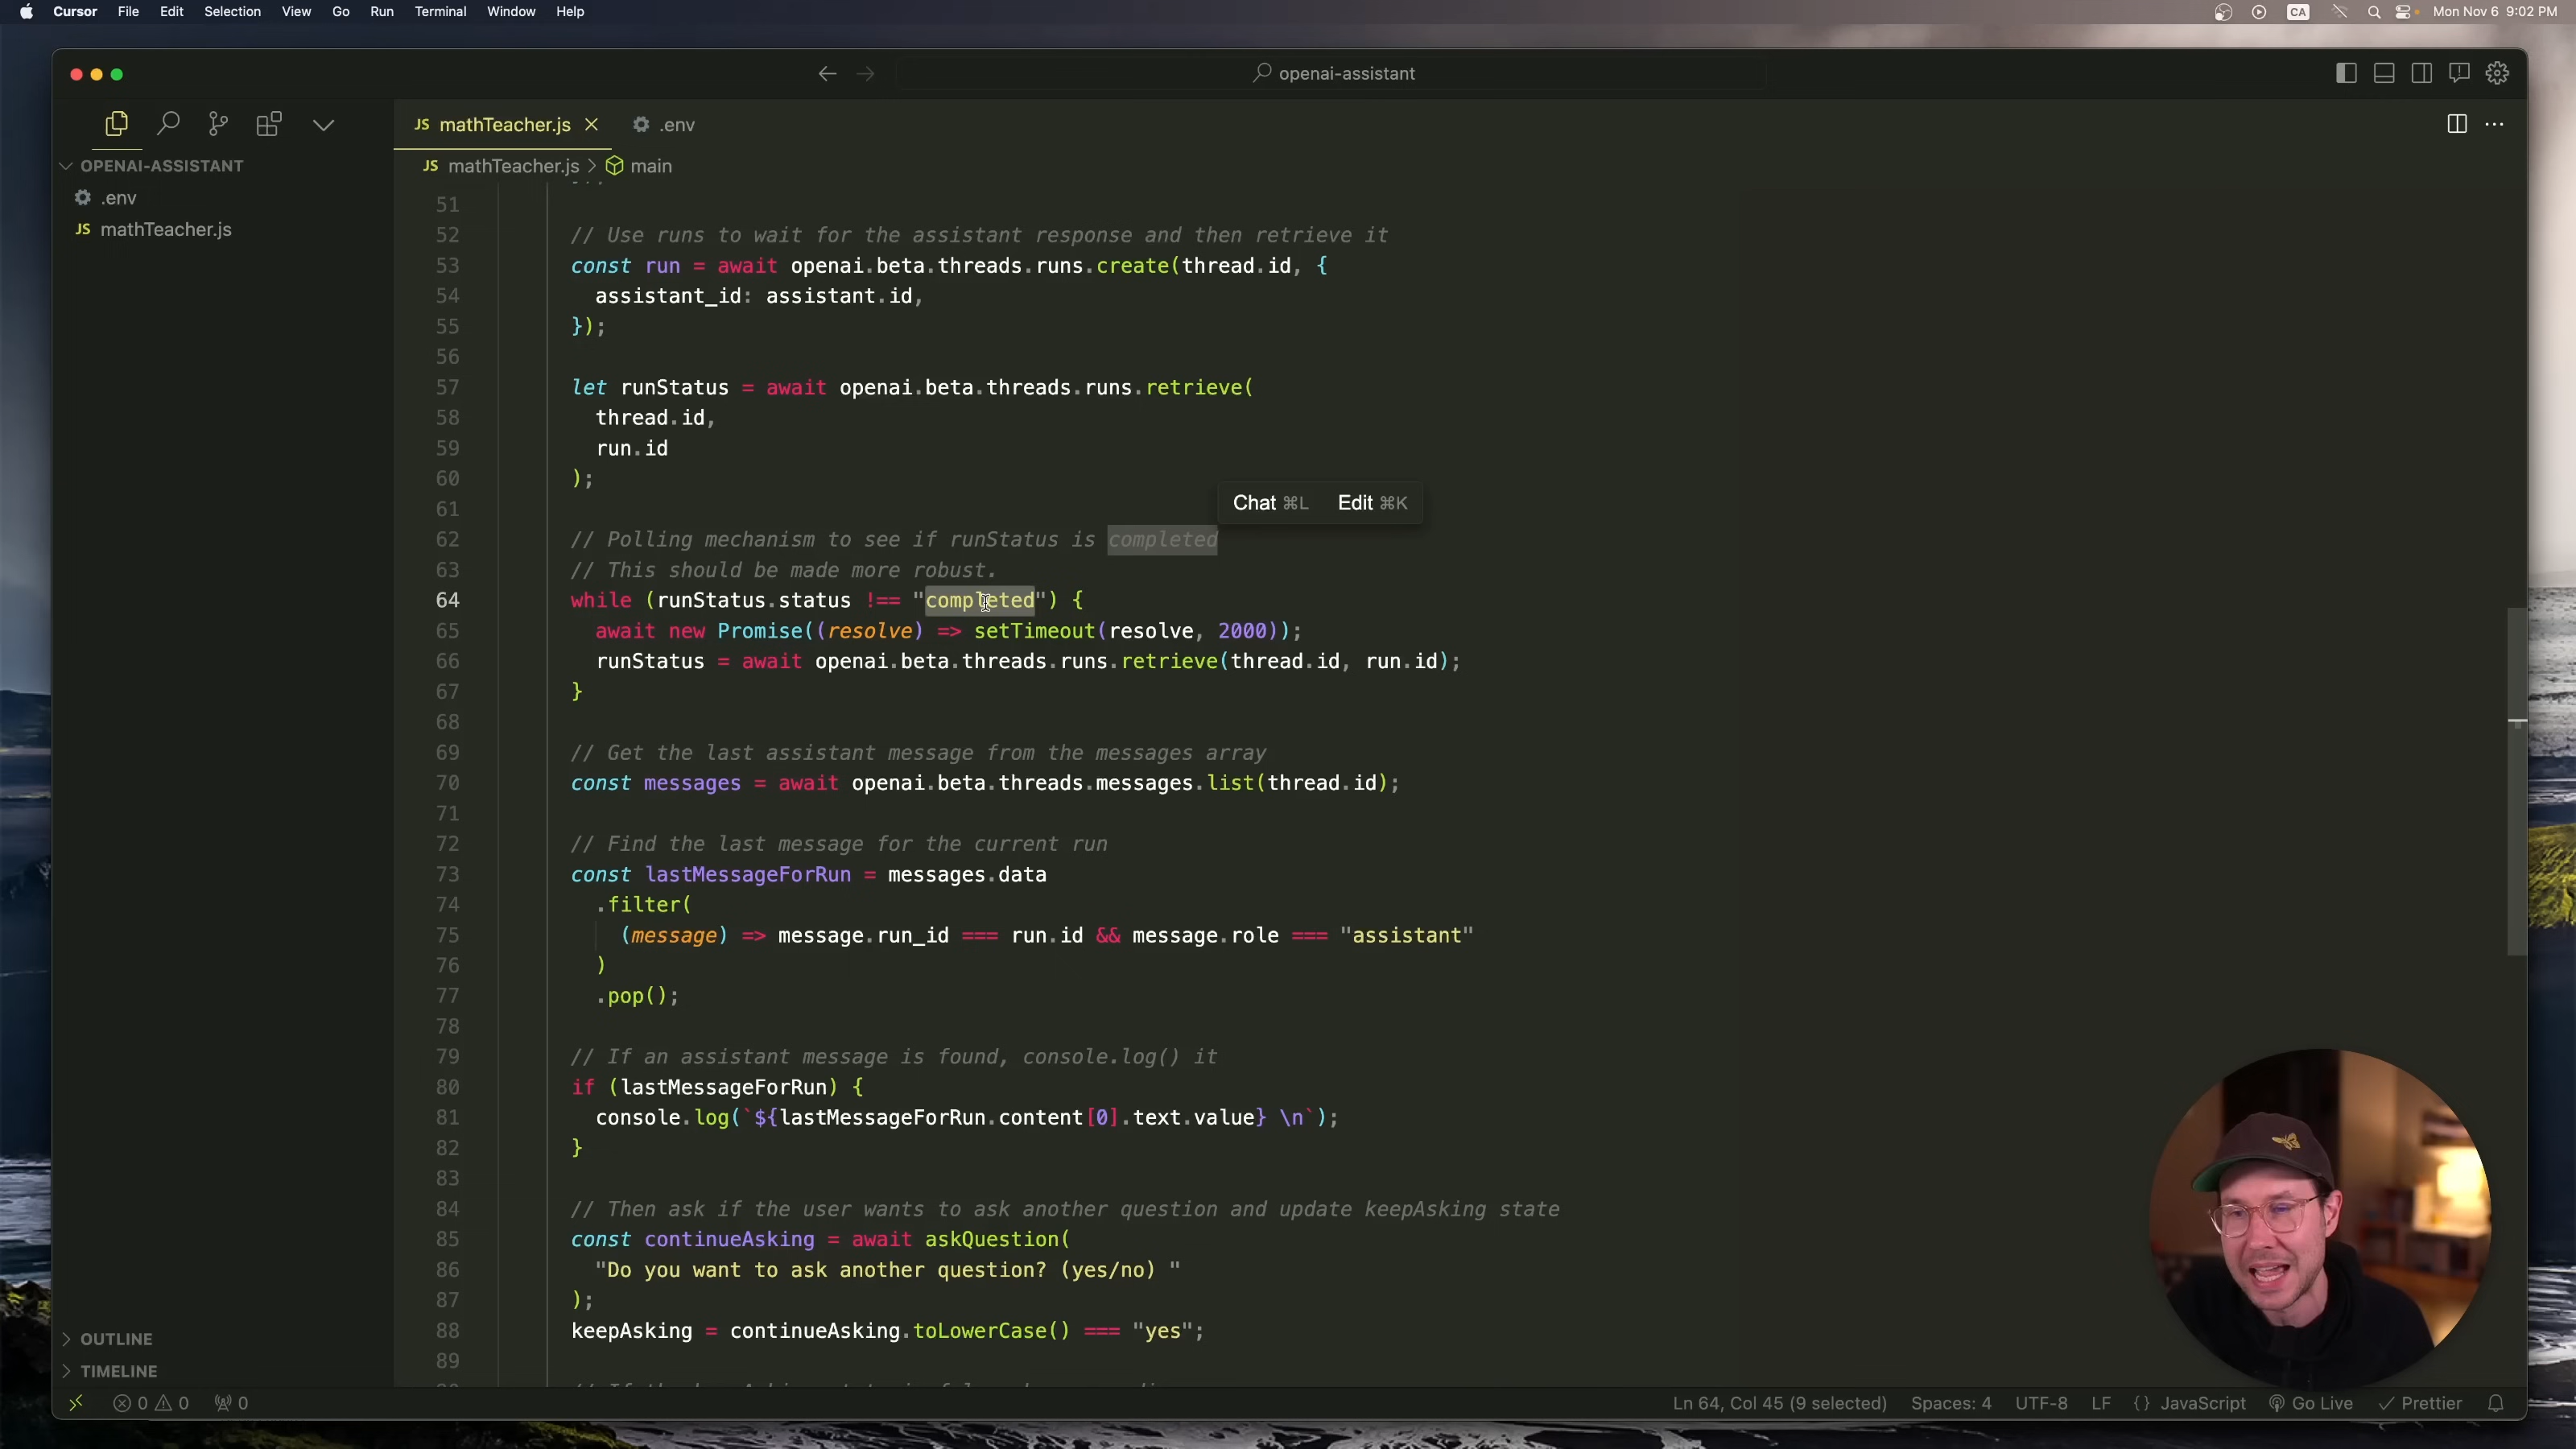 Cursor File Edit Selection View Go Run Terminal Window Help
CA Mon Nov 6 9:02 PM
openai-assistant
JS mathTeacher.js .env
JS mathTeacher.js > main
OPENAI-ASSISTANT
.env
JS mathTeacher.js
OUTLINE
TIMELINE
51
52 // Use runs to wait for the assistant response and then retrieve it
53 const run = await openai.beta.threads.runs.create(thread.id, {
54 assistant_id: assistant.id,
55 });
56
57 let runStatus = await openai.beta.threads.runs.retrieve(
58 thread.id,
59 run.id
60 );
61
Chat ⌘L Edit ⌘K
62 // Polling mechanism to see if runStatus is completed
63 // This should be made more robust.
64 while (runStatus.status !== "completed") {
65 await new Promise((resolve) => setTimeout(resolve, 2000));
66 runStatus = await openai.beta.threads.runs.retrieve(thread.id, run.id);
67 }
68
69 // Get the last assistant message from the messages array
70 const messages = await openai.beta.threads.messages.list(thread.id);
71
72 // Find the last message for the current run
73 const lastMessageForRun = messages.data
74 .filter(
75 (message) => message.run_id === run.id && message.role === "assistant"
76 )
77 .pop();
78
79 // If an assistant message is found, console.log() it
80 if (lastMessageForRun) {
81 console.log(`${lastMessageForRun.content[0].text.value} \n`);
82 }
83
84 // Then ask if the user wants to ask another question and update keepAsking state
85 const continueAsking = await askQuestion(
86 "Do you want to ask another question? (yes/no) "
87 );
88 keepAsking = continueAsking.toLowerCase() === "yes";
89
0 0 0
Ln 64, Col 45 (9 selected) Spaces: 4 UTF-8 LF {} JavaScript Go Live Prettier